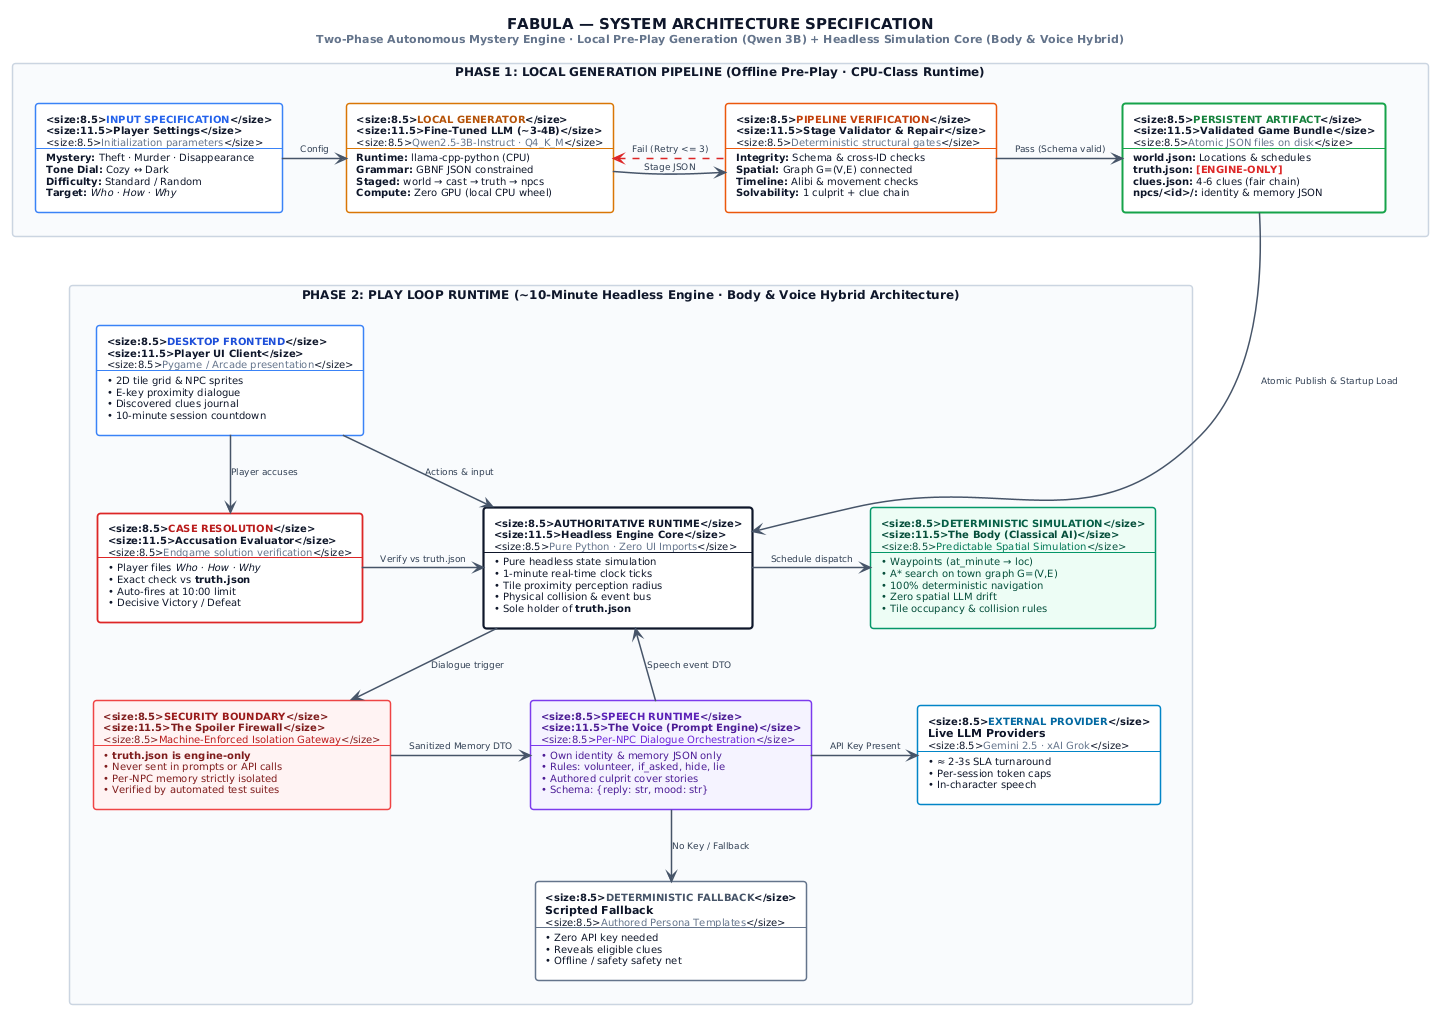 FABULA — SYSTEM ARCHITECTURE SPECIFICATION
Two-Phase Autonomous Mystery Engine · Local Pre-Play Generation (Qwen 3B) + Headless Simulation Core (Body & Voice Hybrid)
PHASE 1: LOCAL GENERATION PIPELINE (Offline Pre-Play · CPU-Class Runtime)
<size:8.5>INPUT SPECIFICATION</size>
<size:11.5>Player Settings</size>
<size:8.5>Initialization parameters</size>
Mystery: Theft · Murder · Disappearance
Tone Dial: Cozy ↔ Dark
Difficulty: Standard / Random
Target: Who · How · Why
Config
<size:8.5>LOCAL GENERATOR</size>
<size:11.5>Fine-Tuned LLM (~3-4B)</size>
<size:8.5>Qwen2.5-3B-Instruct · Q4_K_M</size>
Runtime: llama-cpp-python (CPU)
Grammar: GBNF JSON constrained
Staged: world → cast → truth → npcs
Compute: Zero GPU (local CPU wheel)
Fail (Retry <= 3)
Stage JSON
<size:8.5>PIPELINE VERIFICATION</size>
<size:11.5>Stage Validator & Repair</size>
<size:8.5>Deterministic structural gates</size>
Integrity: Schema & cross-ID checks
Spatial: Graph G=(V,E) connected
Timeline: Alibi & movement checks
Solvability: 1 culprit + clue chain
Pass (Schema valid)
<size:8.5>PERSISTENT ARTIFACT</size>
<size:11.5>Validated Game Bundle</size>
<size:8.5>Atomic JSON files on disk</size>
world.json: Locations & schedules
truth.json: [ENGINE-ONLY]
clues.json: 4-6 clues (fair chain)
npcs/<id>/: identity & memory JSON
Atomic Publish & Startup Load
PHASE 2: PLAY LOOP RUNTIME (~10-Minute Headless Engine · Body & Voice Hybrid Architecture)
<size:8.5>DESKTOP FRONTEND</size>
<size:11.5>Player UI Client</size>
<size:8.5>Pygame / Arcade presentation</size>
• 2D tile grid & NPC sprites
• E-key proximity dialogue
• Discovered clues journal
• 10-minute session countdown
Player accuses
Actions & input
<size:8.5>CASE RESOLUTION</size>
<size:11.5>Accusation Evaluator</size>
<size:8.5>Endgame solution verification</size>
• Player files Who · How · Why
• Exact check vs truth.json
• Auto-fires at 10:00 limit
• Decisive Victory / Defeat
Verify vs truth.json
<size:8.5>AUTHORITATIVE RUNTIME</size>
<size:11.5>Headless Engine Core</size>
<size:8.5>Pure Python · Zero UI Imports</size>
• Pure headless state simulation
• 1-minute real-time clock ticks
• Tile proximity perception radius
• Physical collision & event bus
• Sole holder of truth.json
Schedule dispatch
<size:8.5>DETERMINISTIC SIMULATION</size>
<size:11.5>The Body (Classical AI)</size>
<size:8.5>Predictable Spatial Simulation</size>
• Waypoints (at_minute → loc)
• A* search on town graph G=(V,E)
• 100% deterministic navigation
• Zero spatial LLM drift
• Tile occupancy & collision rules
Dialogue trigger
Speech event DTO
<size:8.5>SECURITY BOUNDARY</size>
<size:11.5>The Spoiler Firewall</size>
<size:8.5>Machine-Enforced Isolation Gateway</size>
• truth.json is engine-only
• Never sent in prompts or API calls
• Per-NPC memory strictly isolated
• Verified by automated test suites
Sanitized Memory DTO
<size:8.5>SPEECH RUNTIME</size>
<size:11.5>The Voice (Prompt Engine)</size>
<size:8.5>Per-NPC Dialogue Orchestration</size>
• Own identity & memory JSON only
• Rules: volunteer, if_asked, hide, lie
• Authored culprit cover stories
• Schema: {reply: str, mood: str}
API Key Present
<size:8.5>EXTERNAL PROVIDER</size>
Live LLM Providers
<size:8.5>Gemini 2.5 · xAI Grok</size>
• ≈ 2-3s SLA turnaround
• Per-session token caps
• In-character speech
No Key / Fallback
<size:8.5>DETERMINISTIC FALLBACK</size>
Scripted Fallback
<size:8.5>Authored Persona Templates</size>
• Zero API key needed
• Reveals eligible clues
• Offline / safety safety net